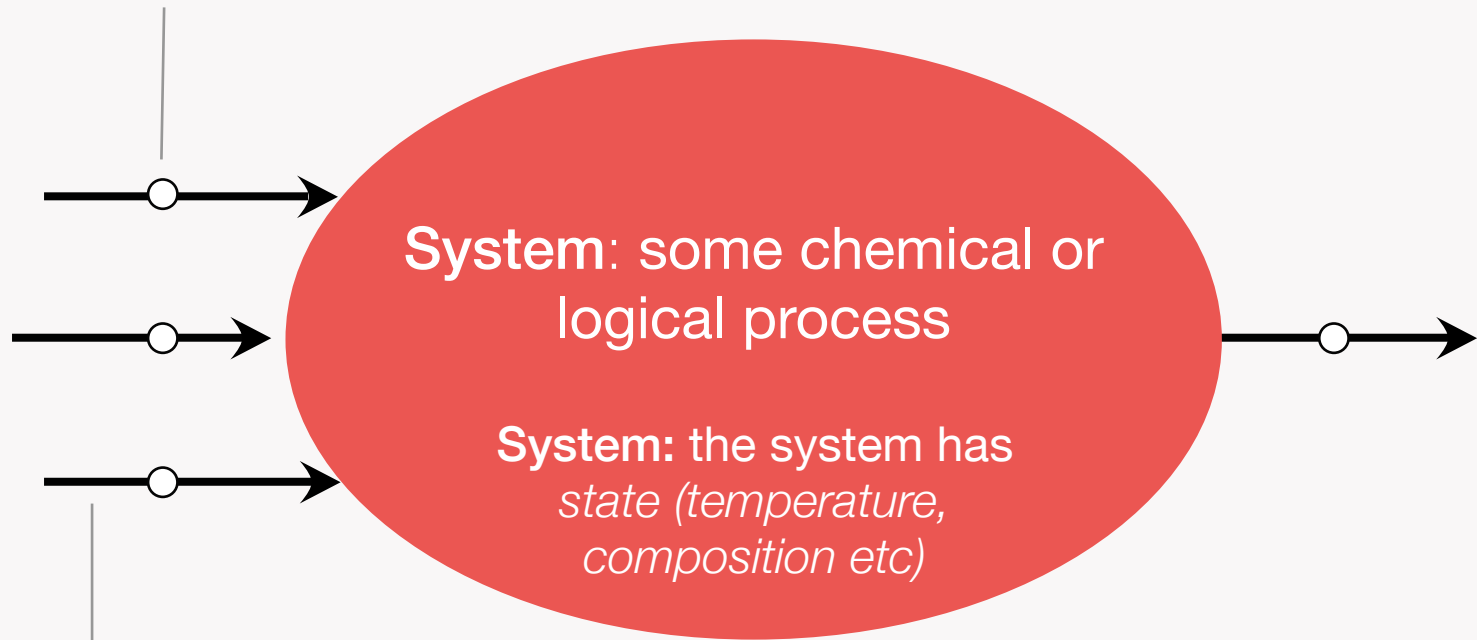 System: some chemical or
logical process
System: the system has
state (temperature,
composition etc)